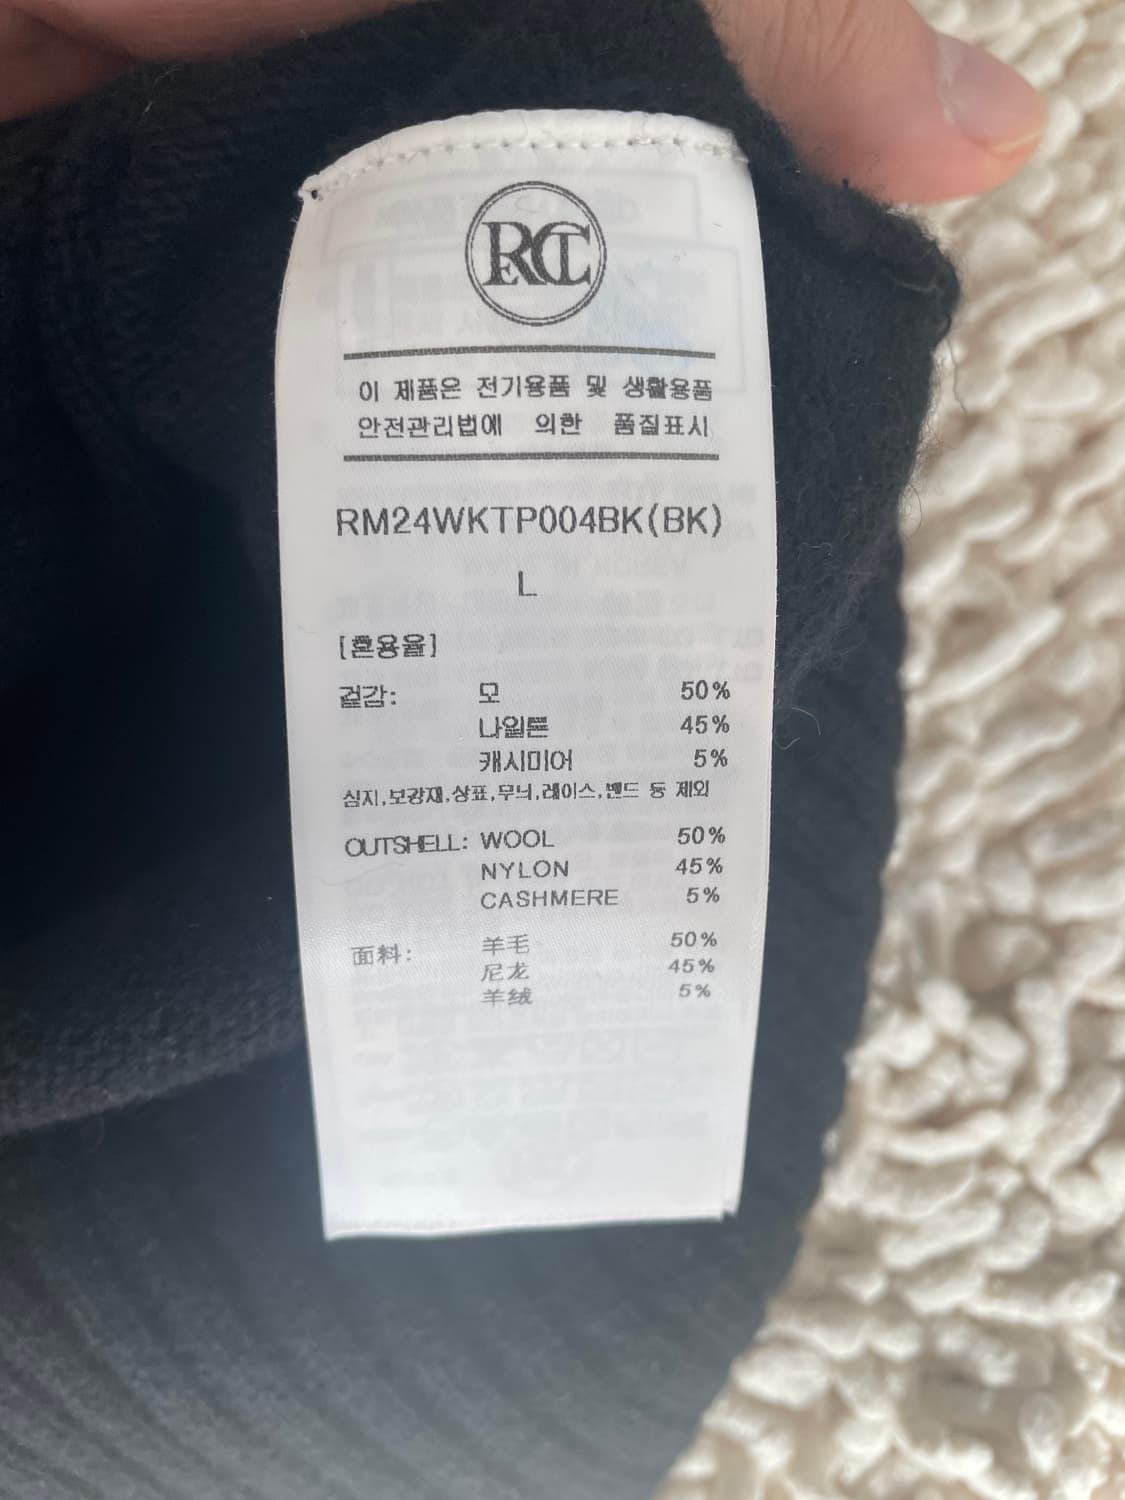 RCT
이 제품은 전기용품 및 생활용품
안전관리법에 의한 품질표시
RM24WKTP004BK(BK)
L
[혼용율]
겉감: 모 50%
나일론 45%
캐시미어 5%
심지,보강재,상표,무늬,레이스,밴드 등 제외
OUTSHELL: WOOL 50%
NYLON 45%
CASHMERE 5%
面料: 羊毛 50%
尼龙 45%
羊绒 5%